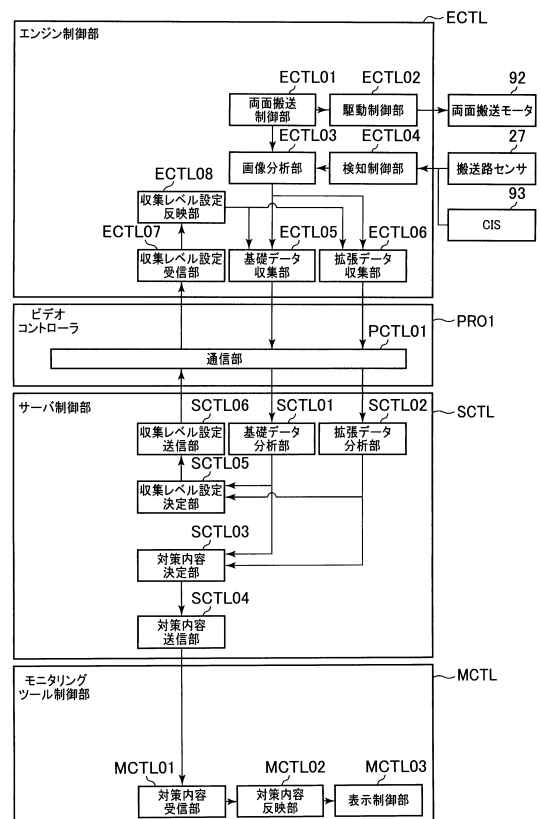 ECTL
エンジン制御部
ECTL01
ECTL02
92
両面搬送
制御部
駆動制御部
両面搬送モータ
ECTL03
ECTL04
27
画像分析部
検知制御部
搬送路センサ
ECTL08
93
収集レベル設定
反映部
CIS
ECTL07
ECTL05
ECTL06
収集レベル設定
受信部
基礎データ
収集部
拡張データ
収集部
ビデオ
コントローラ
PRO1
PCTL01
通信部
サーバ制御部
SCTL
SCTL06
SCTL01
SCTL02
収集レベル設定
送信部
基礎データ
分析部
拡張データ
分析部
SCTL05
収集レベル設定
決定部
SCTL03
対策内容
決定部
SCTL04
対策内容
送信部
モニタリング
ツール制御部
MCTL
MCTL01
MCTL02
MCTL03
対策内容
受信部
対策内容
反映部
表示制御部